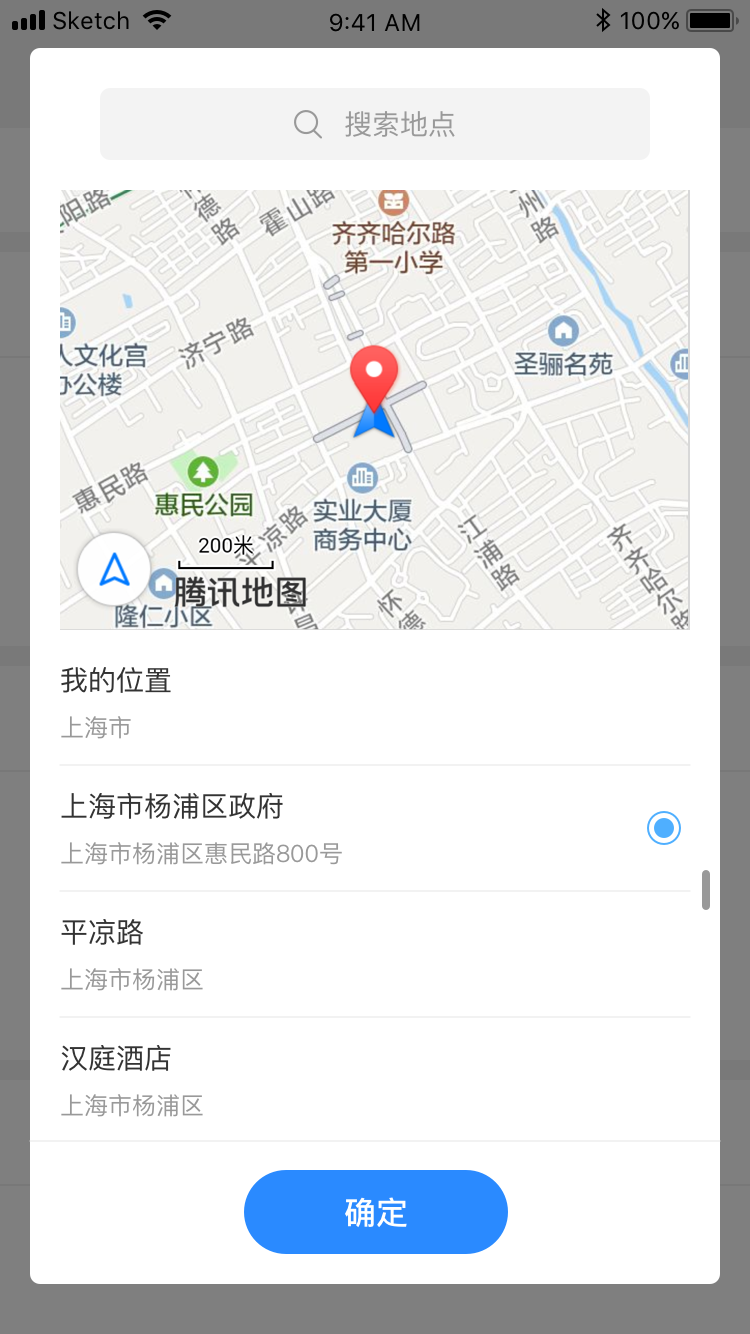 Sketch 9:41 AM 100%
搜索地点
德路
霍山路
州路
齐齐哈尔路
第一小学
济宁路
人文化宫
办公楼
圣骊名苑
惠民路
惠民公园
实业大厦
商务中心
平凉路
江浦路
齐齐哈尔路
200米
腾讯地图
隆仁小区
怀德
我的位置
上海市
上海市杨浦区政府
上海市杨浦区惠民路800号
平凉路
上海市杨浦区
汉庭酒店
上海市杨浦区
确定